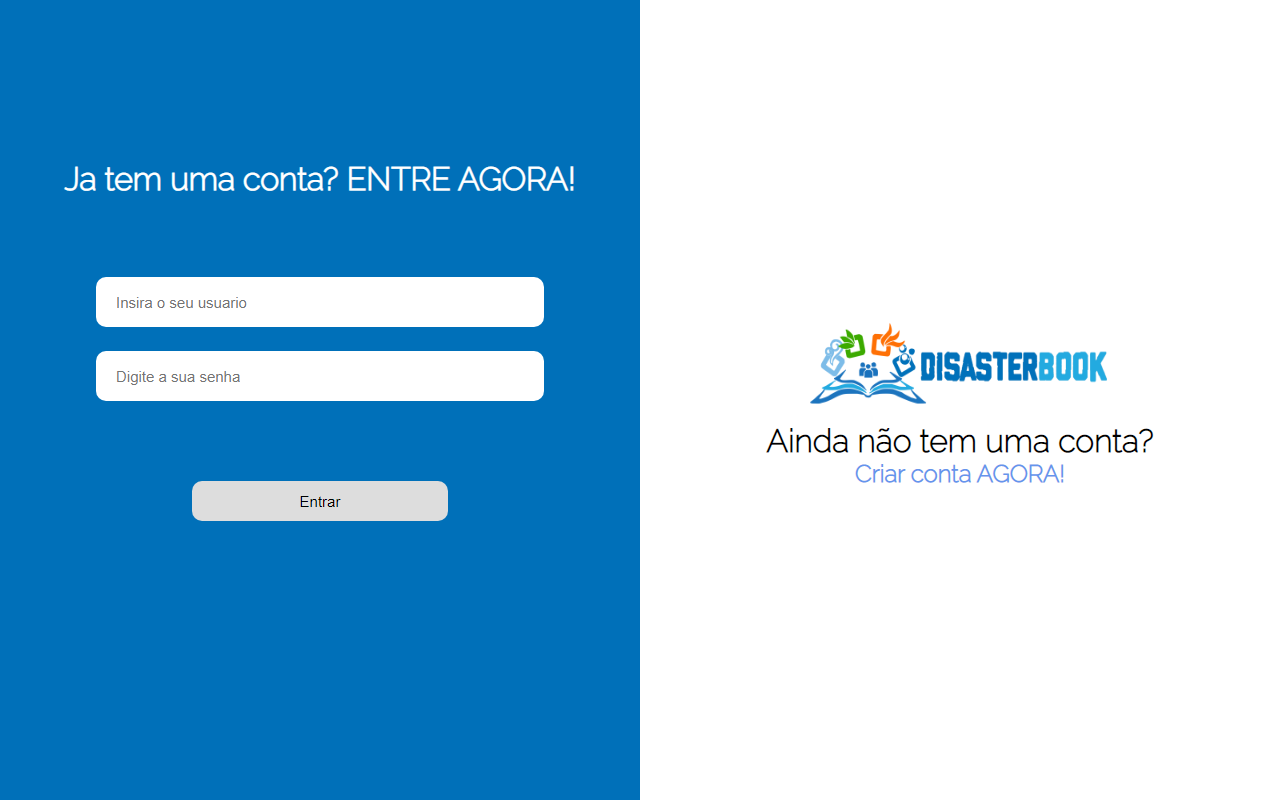 Ja tem uma conta? ENTRE AGORA!
Insira o seu usuario
Digite a sua senha
Entrar
DISASTERBOOK
Ainda não tem uma conta?
Criar conta AGORA!